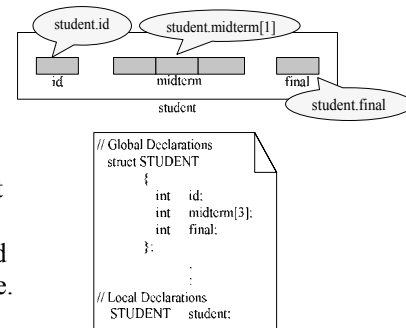 student.id
student.midterm[1]
id
midterm
final
student
student.final
// Global Declarations
struct STUDENT
{
int id;
int midterm[3];
int final;
};
.
.
// Local Declarations
STUDENT student;
t
d
e.